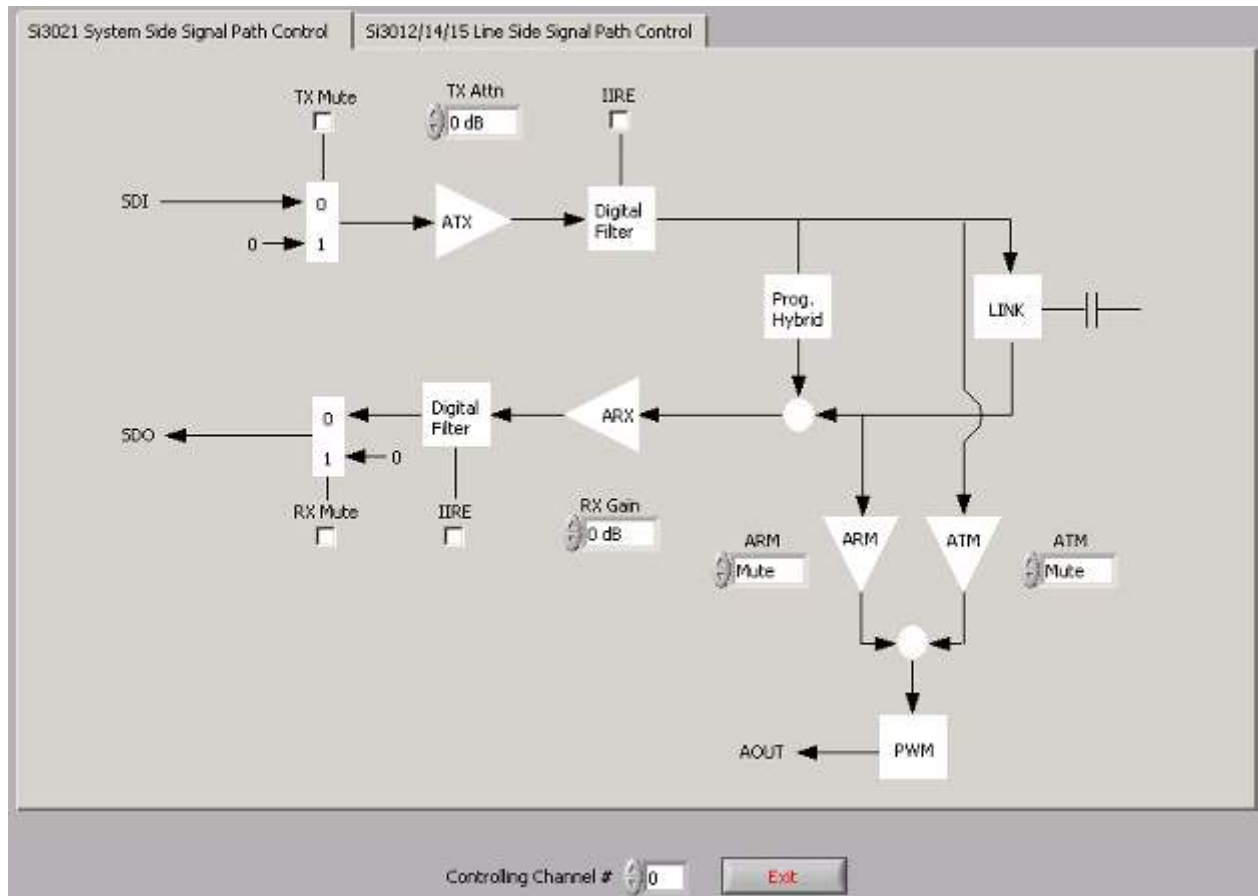 Si3021 System Side Signal Path Control
Si3012/14/15 Line Side Signal Path Control
TX Mute
TX Attn
0 dB
IIRE
SDI
0
0
1
ATX
Digital
Filter
Prog.
Hybrid
LINK
SDO
0
1
0
Digital
Filter
ARX
RX Mute
IIRE
RX Gain
0 dB
ARM
Mute
ARM
ATM
ATM
Mute
AOUT
PWM
Controlling Channel #
0
Exit